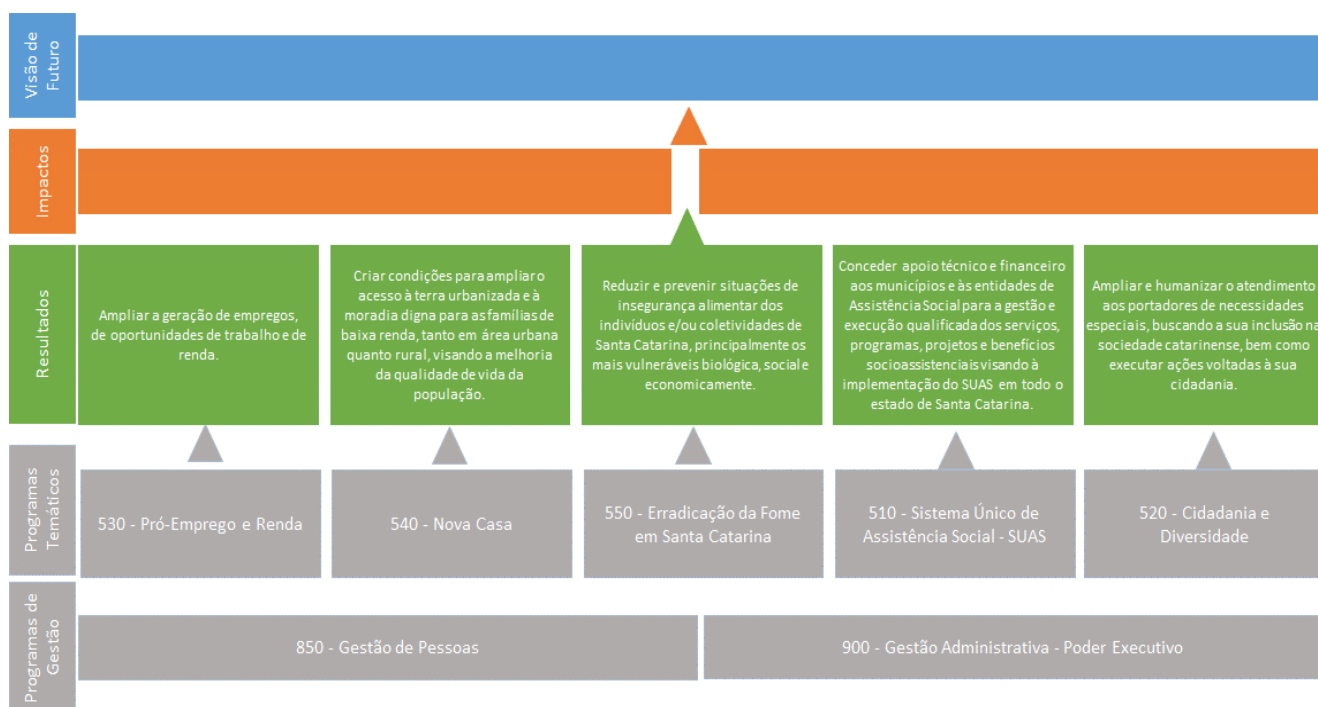 Visão de
Futuro
Impactos
Resultados
Ampliar a geração de empregos,
de oportunidades de trabalho e de
renda.
Criar condições para ampliar o
acesso à terra urbanizada e à
moradia digna para as famílias de
baixa renda, tanto em área urbana
quanto rural, visando a melhoria
da qualidade de vida da
população.
Reduzir e prevenir situações de
insegurança alimentar dos
indivíduos e/ou coletividades de
Santa Catarina, principalmente os
mais vulneráveis biológica, social e
economicamente.
Conceder apoio técnico e financeiro
aos municípios e às entidades de
Assistência Social para a gestão e
execução qualificada dos serviços,
programas, projetos e benefícios
socioassistenciais visando à
implementação do SUAS em todo o
estado de Santa Catarina.
Ampliar e humanizar o atendimento
aos portadores de necessidades
especiais, buscando a sua inclusão na
sociedade catarinense, bem como
executar ações voltadas à sua
cidadania.
Programas
Temáticos
530 - Pró-Emprego e Renda
540 - Nova Casa
550 - Erradicação da Fome
em Santa Catarina
510 - Sistema Único de
Assistência Social - SUAS
520 - Cidadania e
Diversidade
Programas de
Gestão
850 - Gestão de Pessoas
900 - Gestão Administrativa - Poder Executivo